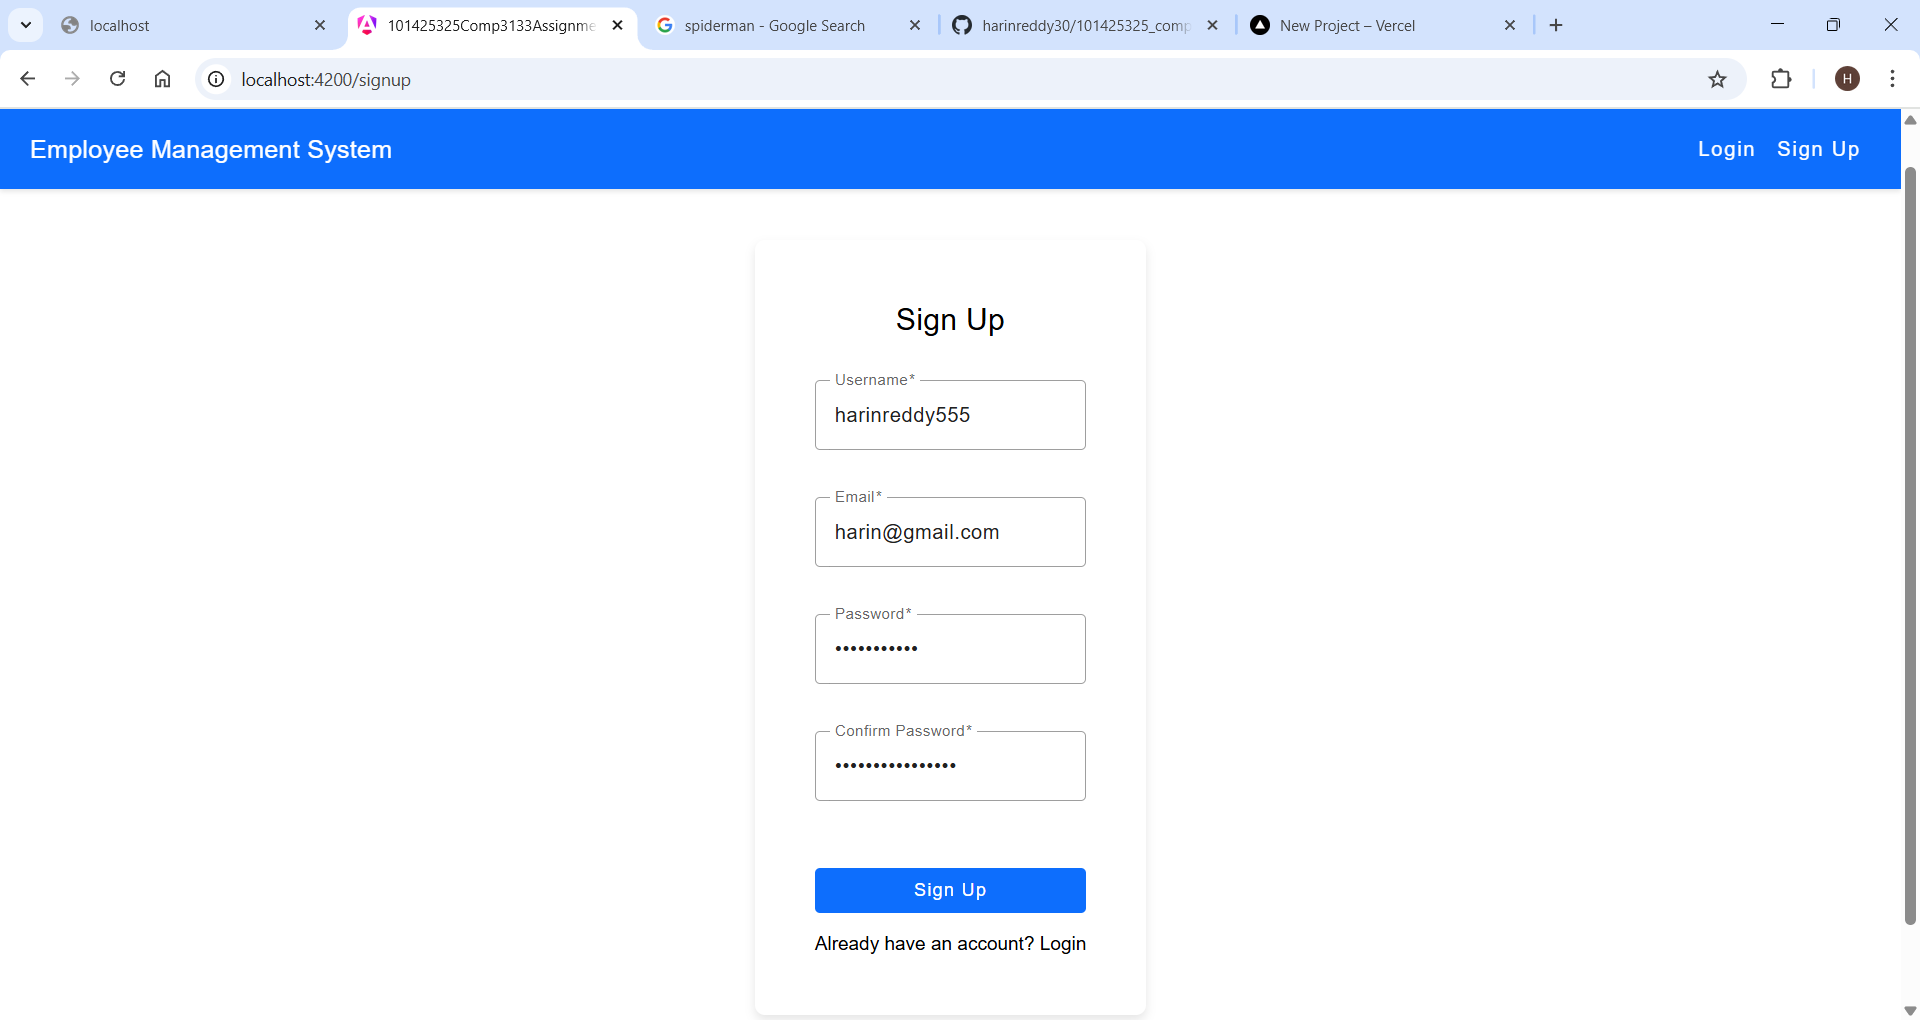 localhost
101425325Comp3133Assignme
spiderman - Google Search
harinreddy30/101425325_comp
New Project – Vercel
localhost:4200/signup
H
Employee Management System
Login
Sign Up
Sign Up
Username*
harinreddy555
Email*
harin@gmail.com
Password*
•••••••••••
Confirm Password*
••••••••••••••••
Sign Up
Already have an account? Login